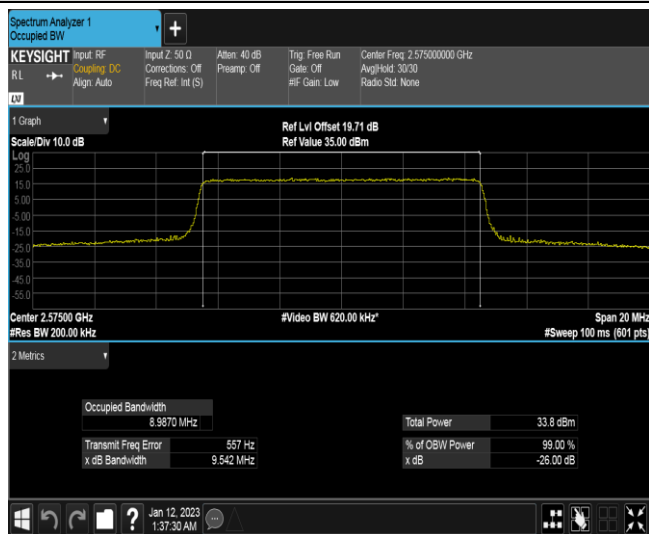 Spectrum Analyzer 1
Occupied BW
+
KEYSIGHT
RL
LXI
Input: RF
Coupling: DC
Align: Auto
Input Z: 50 Ω
Corrections: Off
Freq Ref: Int (S)
Atten: 40 dB
Preamp: Off
Trig: Free Run
Gate: Off
#IF Gain: Low
Center Freq: 2.575000000 GHz
Avg|Hold: 30/30
Radio Std: None
1 Graph
Scale/Div 10.0 dB
Ref Lvl Offset 19.71 dB
Ref Value 35.00 dBm
Log
25.0
15.0
5.00
-5.00
-15.0
-25.0
-35.0
-45.0
-55.0
Center 2.57500 GHz
#Video BW 620.00 kHz*
Span 20 MHz
#Res BW 200.00 kHz
#Sweep 100 ms (601 pts)
2 Metrics
Occupied Bandwidth
8.9870 MHz
Total Power 33.8 dBm
Transmit Freq Error 557 Hz
% of OBW Power 99.00 %
x dB Bandwidth 9.542 MHz
x dB -26.00 dB
?
Jan 12, 2023
1:37:30 AM